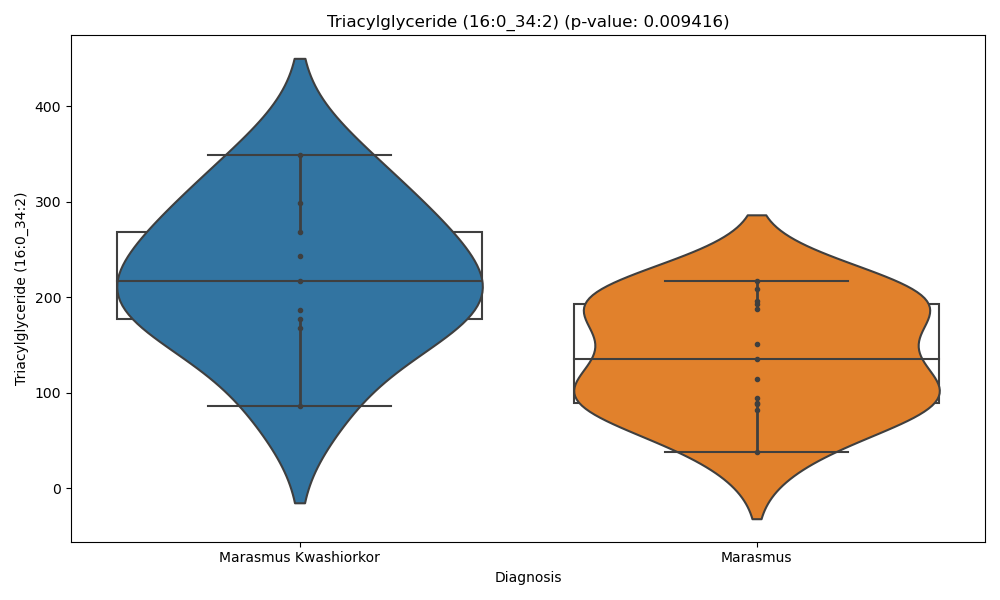 Triacylglyceride (16:0_34:2) (p-value: 0.009416)
Triacylglyceride (16:0_34:2)
400
300
200
100
0
Marasmus Kwashiorkor
Marasmus
Diagnosis